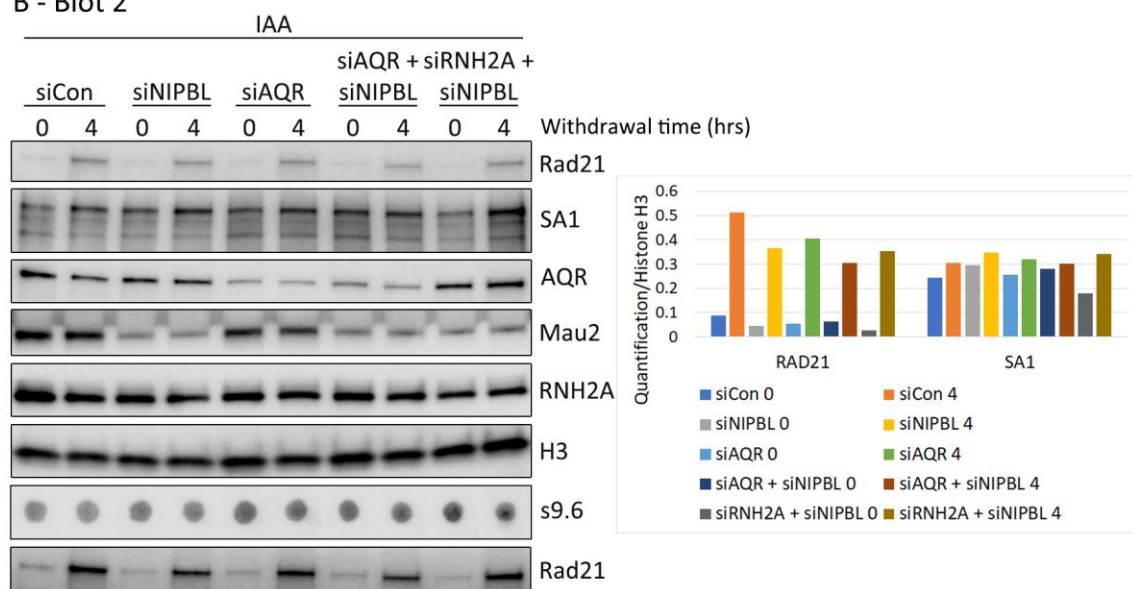 B - Blot 2
IAA
siAQR + siRNH2A +
siCon siNIPBL siAQR siNIPBL siNIPBL
0 4 0 4 0 4 0 4 0 4 Withdrawal time (hrs)
Rad21
SA1
AQR
Mau2
RNH2A
H3
s9.6
Rad21
Quantification/Histone H3
0.6
0.5
0.4
0.3
0.2
0.1
0
RAD21 SA1
siCon 0 siCon 4
siNIPBL 0 siNIPBL 4
siAQR 0 siAQR 4
siAQR + siNIPBL 0 siAQR + siNIPBL 4
siRNH2A + siNIPBL 0 siRNH2A + siNIPBL 4